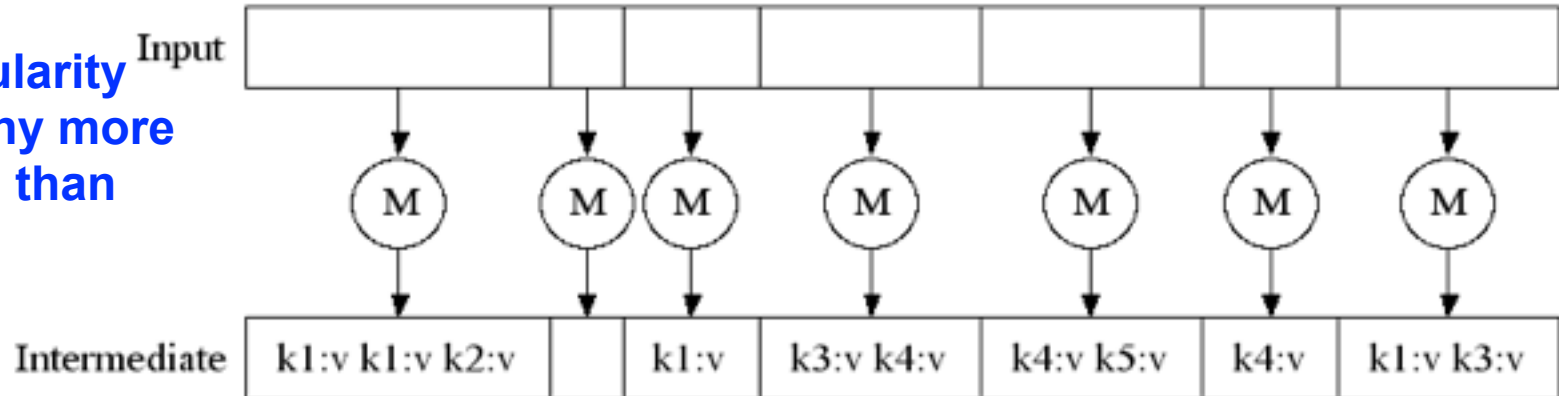 Input
ularity
ny more
than
M M M M M M M
Intermediate k1:v k1:v k2:v k1:v k3:v k4:v k4:v k5:v k4:v k1:v k3:v